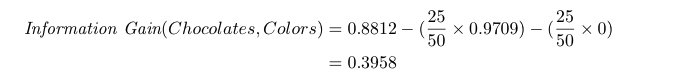 Information Gain(Chocolates, Colors) = 0.8812 − (25/50 × 0.9709) − (25/50 × 0)
= 0.3958